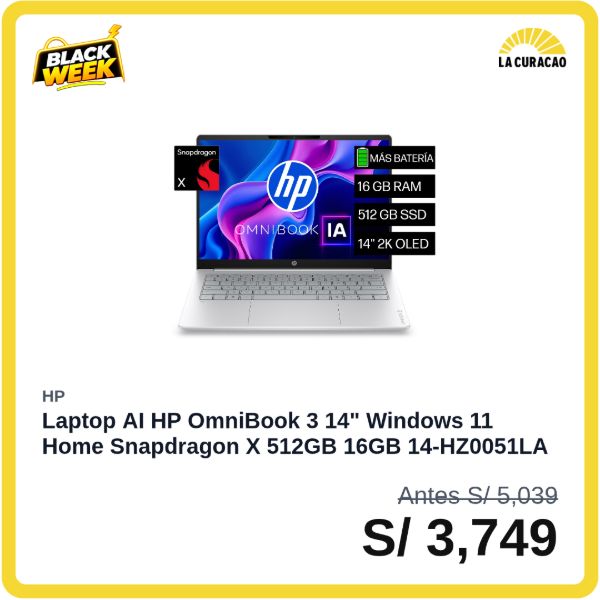 BLACK
WEEK
LA CURACAO
Snapdragon
X
hp
OMNIBOOK IA
MÁS BATERÍA
16 GB RAM
512 GB SSD
14" 2K OLED
HP
Laptop AI HP OmniBook 3 14" Windows 11
Home Snapdragon X 512GB 16GB 14-HZ0051LA
Antes S/ 5,039
S/ 3,749